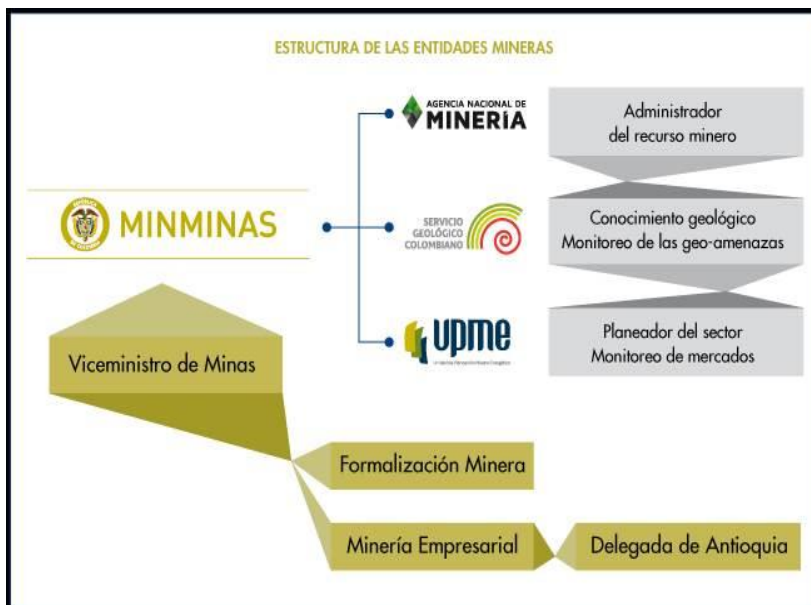 ESTRUCTURA DE LAS ENTIDADES MINERAS
AGENCIA NACIONAL DE
MINERÍA
Administrador
del recurso minero
MINMINAS
SERVICIO
GEOLÓGICO
COLOMBIANO
Conocimiento geológico
Monitoreo de las geo-amenazas
upme
Planeador del sector
Monitoreo de mercados
Viceministro de Minas
Formalización Minera
Minería Empresarial
Delegada de Antioquia